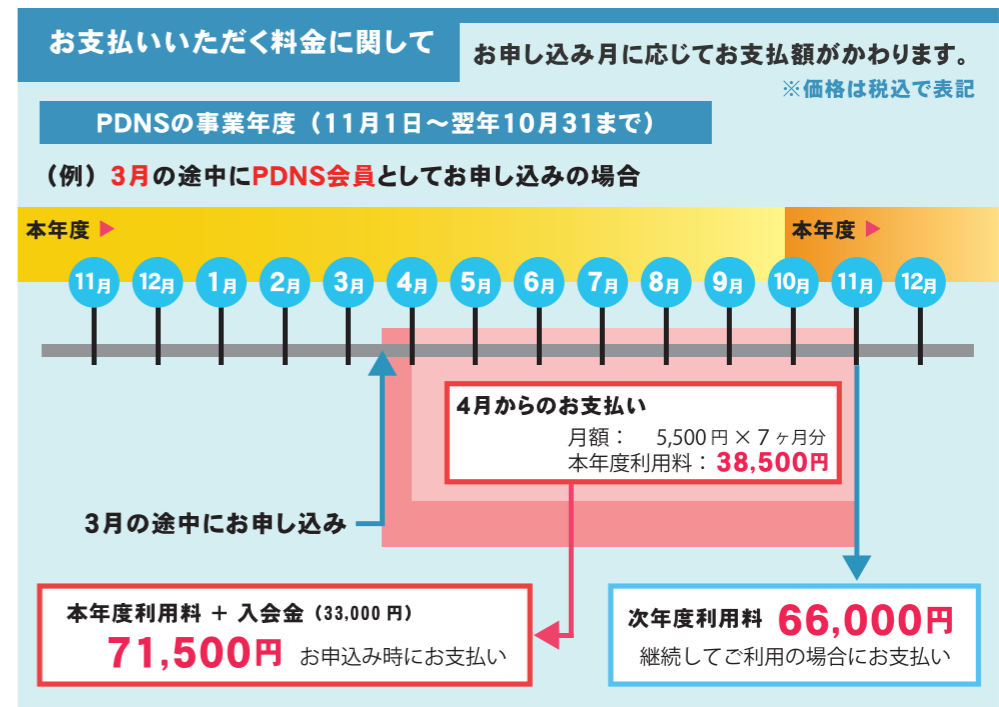 お支払いいただく料金に関して
お申し込み月に応じてお支払額がかわります。
※価格は税込で表記
PDNSの事業年度（11月1日～翌年10月31まで）
（例）3月の途中にPDNS会員としてお申し込みの場合
本年度 ▶
本年度 ▶
11月 12月 1月 2月 3月 4月 5月 6月 7月 8月 9月 10月 11月 12月
4月からのお支払い
月額： 5,500円×7ヶ月分
本年度利用料：38,500円
3月の途中にお申し込み
本年度利用料 ＋ 入会金（33,000円）
71,500円 お申込み時にお支払い
次年度利用料 66,000円
継続してご利用の場合にお支払い